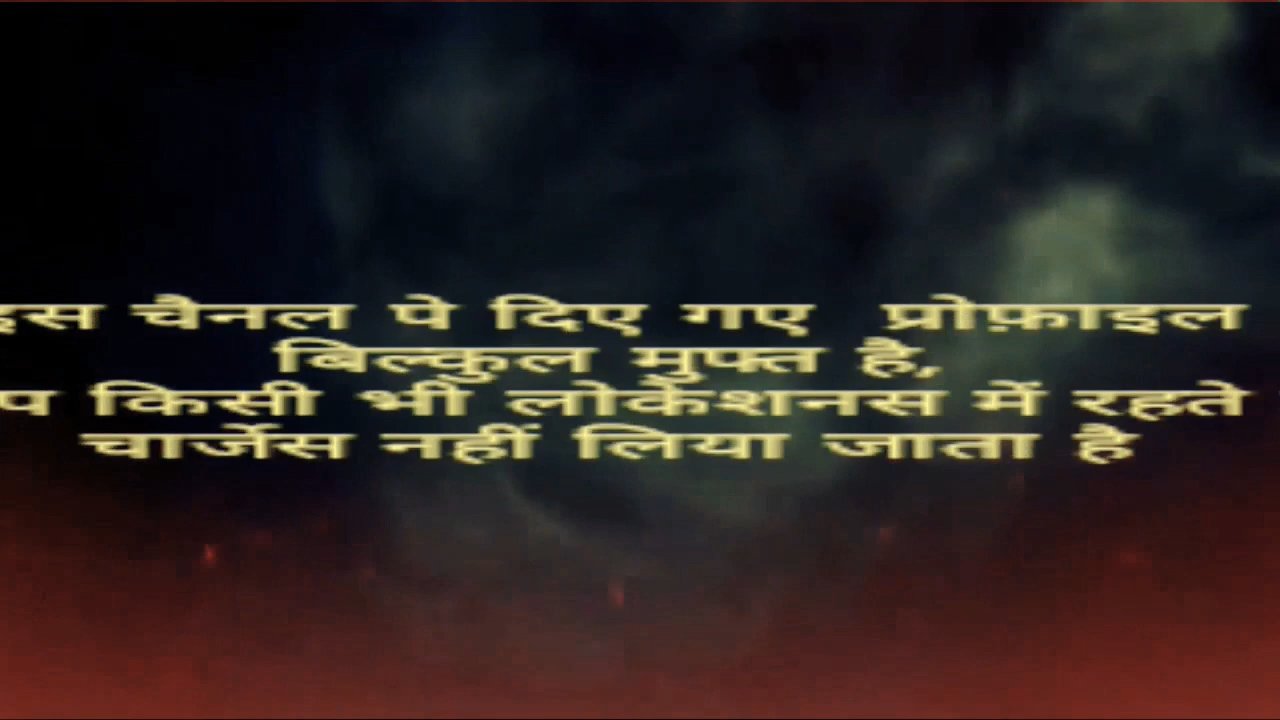 इस चैनल पे दिए गए प्रोफ़ाइल
बिल्कुल मुफ्त है,
किसी भी लोकेशनस में रहते
चार्जेस नहीं लिया जाता है